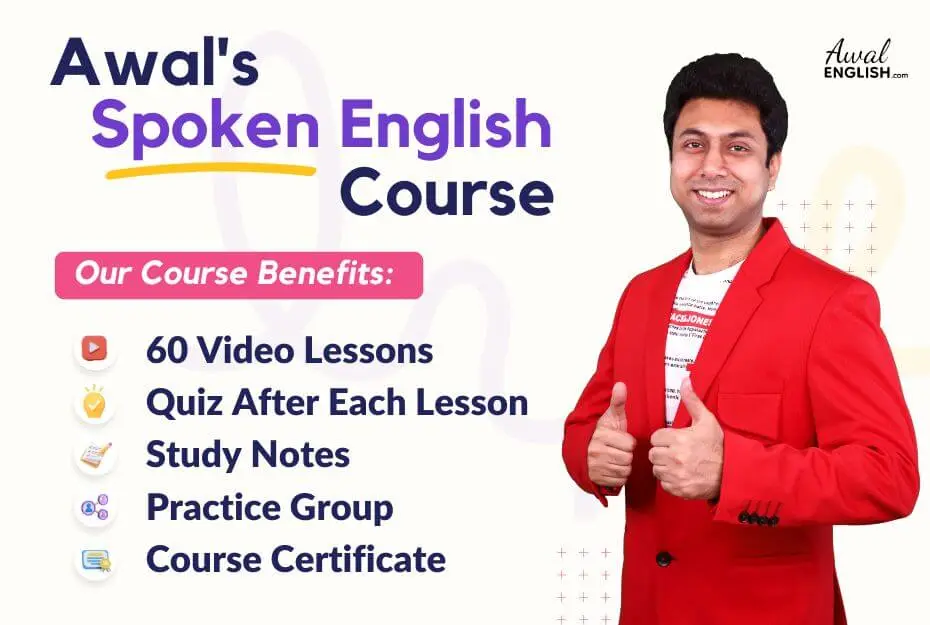 Awal's
Spoken English
Course
Awal
ENGLISH.com
Our Course Benefits:
60 Video Lessons
Quiz After Each Lesson
Study Notes
Practice Group
Course Certificate